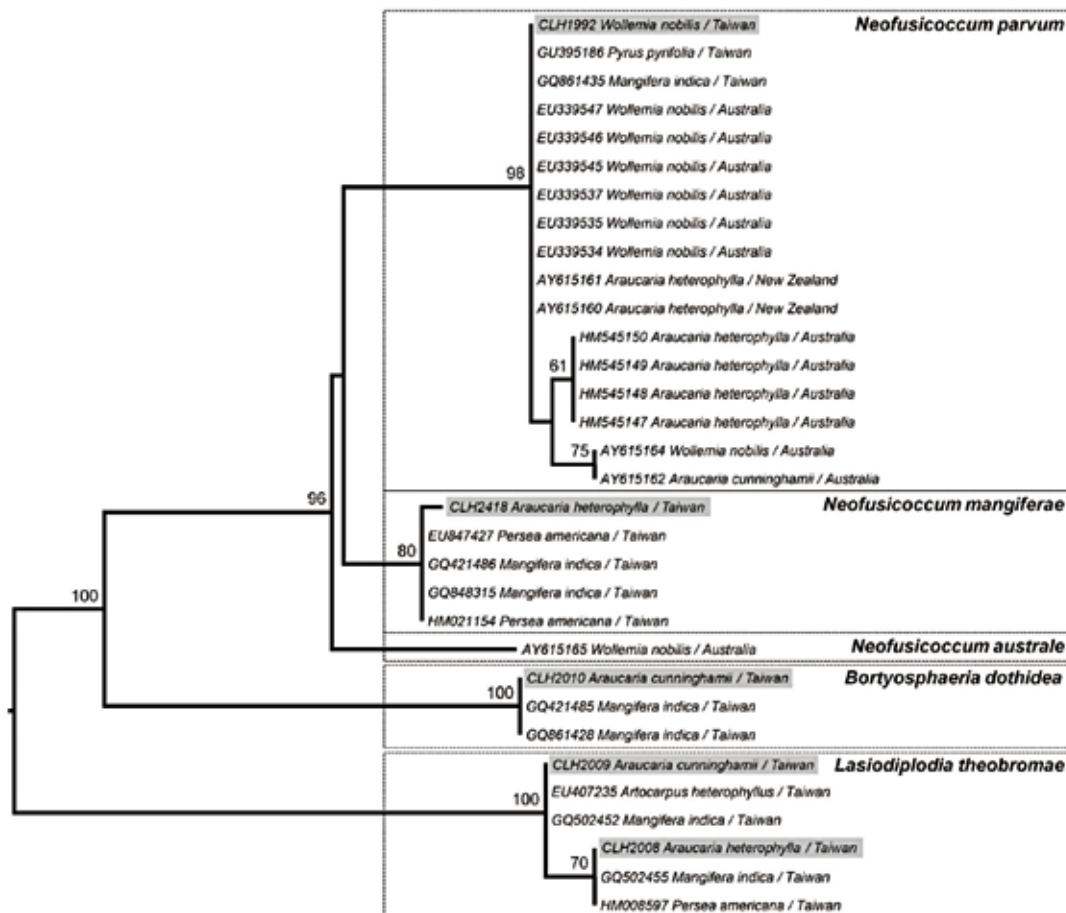 CLH1992 Wollemia nobilis / Taiwan Neofusicoccum parvum
GU395186 Pyrus pyrifolia / Taiwan
GQ861435 Mangifera indica / Taiwan
EU339547 Wollemia nobilis / Australia
EU339546 Wollemia nobilis / Australia
EU339545 Wollemia nobilis / Australia
98
EU339537 Wollemia nobilis / Australia
EU339535 Wollemia nobilis / Australia
EU339534 Wollemia nobilis / Australia
AY615161 Araucaria heterophylla / New Zealand
AY615160 Araucaria heterophylla / New Zealand
HM545150 Araucaria heterophylla / Australia
61 HM545149 Araucaria heterophylla / Australia
HM545148 Araucaria heterophylla / Australia
HM545147 Araucaria heterophylla / Australia
75 AY615164 Wollemia nobilis / Australia
AY615162 Araucaria cunninghamii / Australia
96 CLH2418 Araucaria heterophylla / Taiwan Neofusicoccum mangiferae
EU847427 Persea americana / Taiwan
80 GQ421486 Mangifera indica / Taiwan
GQ848315 Mangifera indica / Taiwan
100
HM021154 Persea americana / Taiwan
AY615165 Wollemia nobilis / Australia Neofusicoccum australe
CLH2010 Araucaria cunninghamii / Taiwan Bortyosphaeria dothidea
100
GQ421485 Mangifera indica / Taiwan
GQ861428 Mangifera indica / Taiwan
CLH2009 Araucaria cunninghamii / Taiwan Lasiodiplodia theobromae
100 EU407235 Artocarpus heterophyllus / Taiwan
GQ502452 Mangifera indica / Taiwan
CLH2008 Araucaria heterophylla / Taiwan
70 GQ502455 Mangifera indica / Taiwan
HM008597 Persea americana / Taiwan